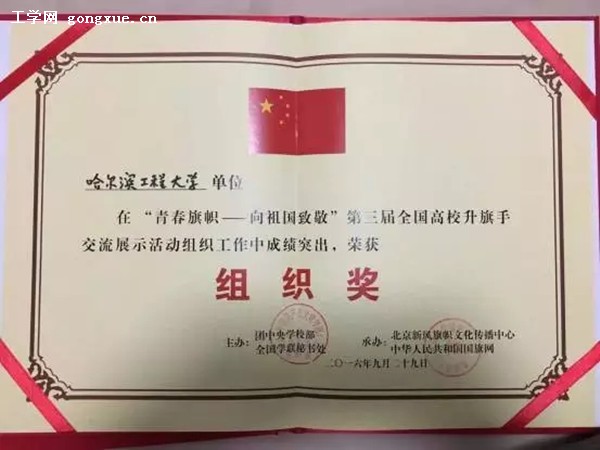 工学网 gongxue.cn
哈尔滨工程大学 单位
在“青春旗帜——向祖国致敬”第三届全国高校升旗手
交流展示活动组织工作中成绩突出，荣获
组织奖
主办：团中央学校部
全国学联秘书处
承办：北京新风旗帜文化传播中心
中华人民共和国国旗网
二〇一六年九月二十九日